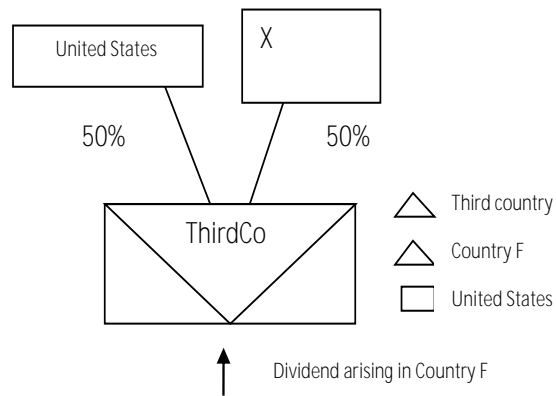 United States
X
50%
50%
ThirdCo
Third country
Country F
United States
Dividend arising in Country F